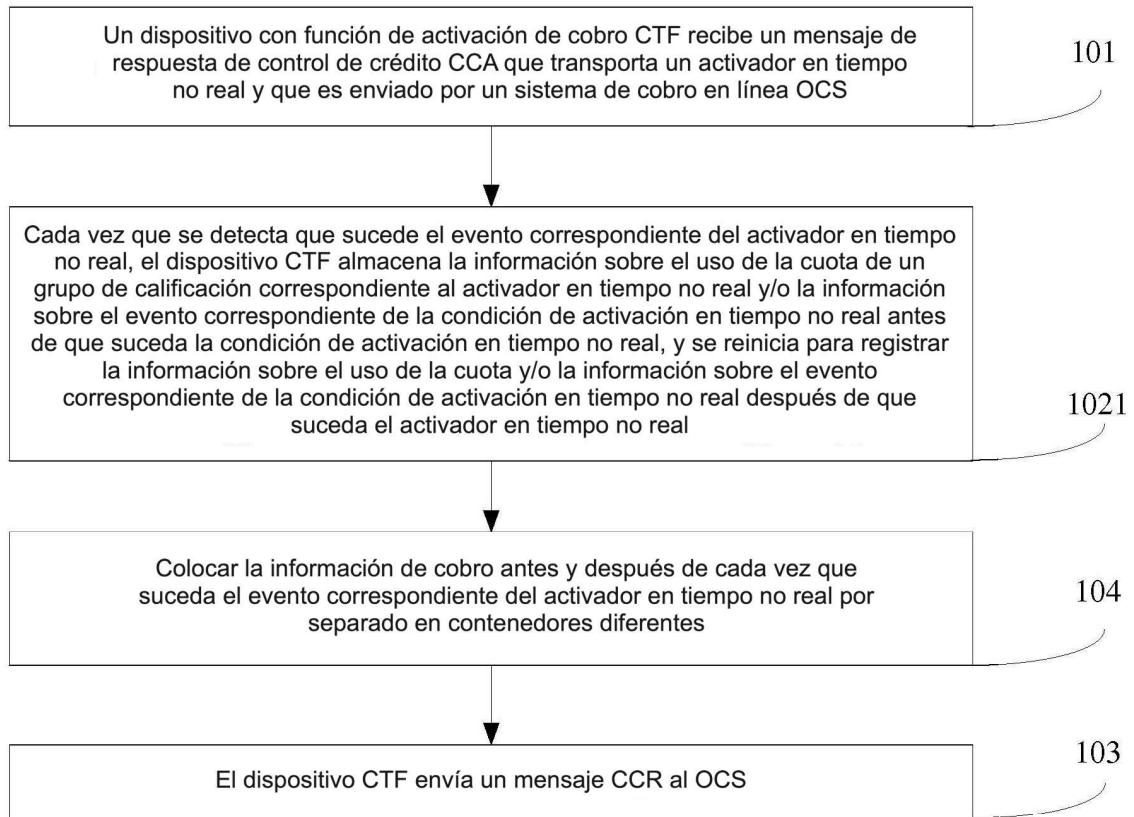 Un dispositivo con función de activación de cobro CTF recibe un mensaje de
respuesta de control de crédito CCA que transporta un activador en tiempo
no real y que es enviado por un sistema de cobro en línea OCS
101
Cada vez que se detecta que sucede el evento correspondiente del activador en tiempo
no real, el dispositivo CTF almacena la información sobre el uso de la cuota de un
grupo de calificación correspondiente al activador en tiempo no real y/o la información
sobre el evento correspondiente de la condición de activación en tiempo no real antes
de que suceda la condición de activación en tiempo no real, y se reinicia para registrar
la información sobre el uso de la cuota y/o la información sobre el evento
correspondiente de la condición de activación en tiempo no real después de que
suceda el activador en tiempo no real
1021
Colocar la información de cobro antes y después de cada vez que
suceda el evento correspondiente del activador en tiempo no real por
separado en contenedores diferentes
104
El dispositivo CTF envía un mensaje CCR al OCS
103